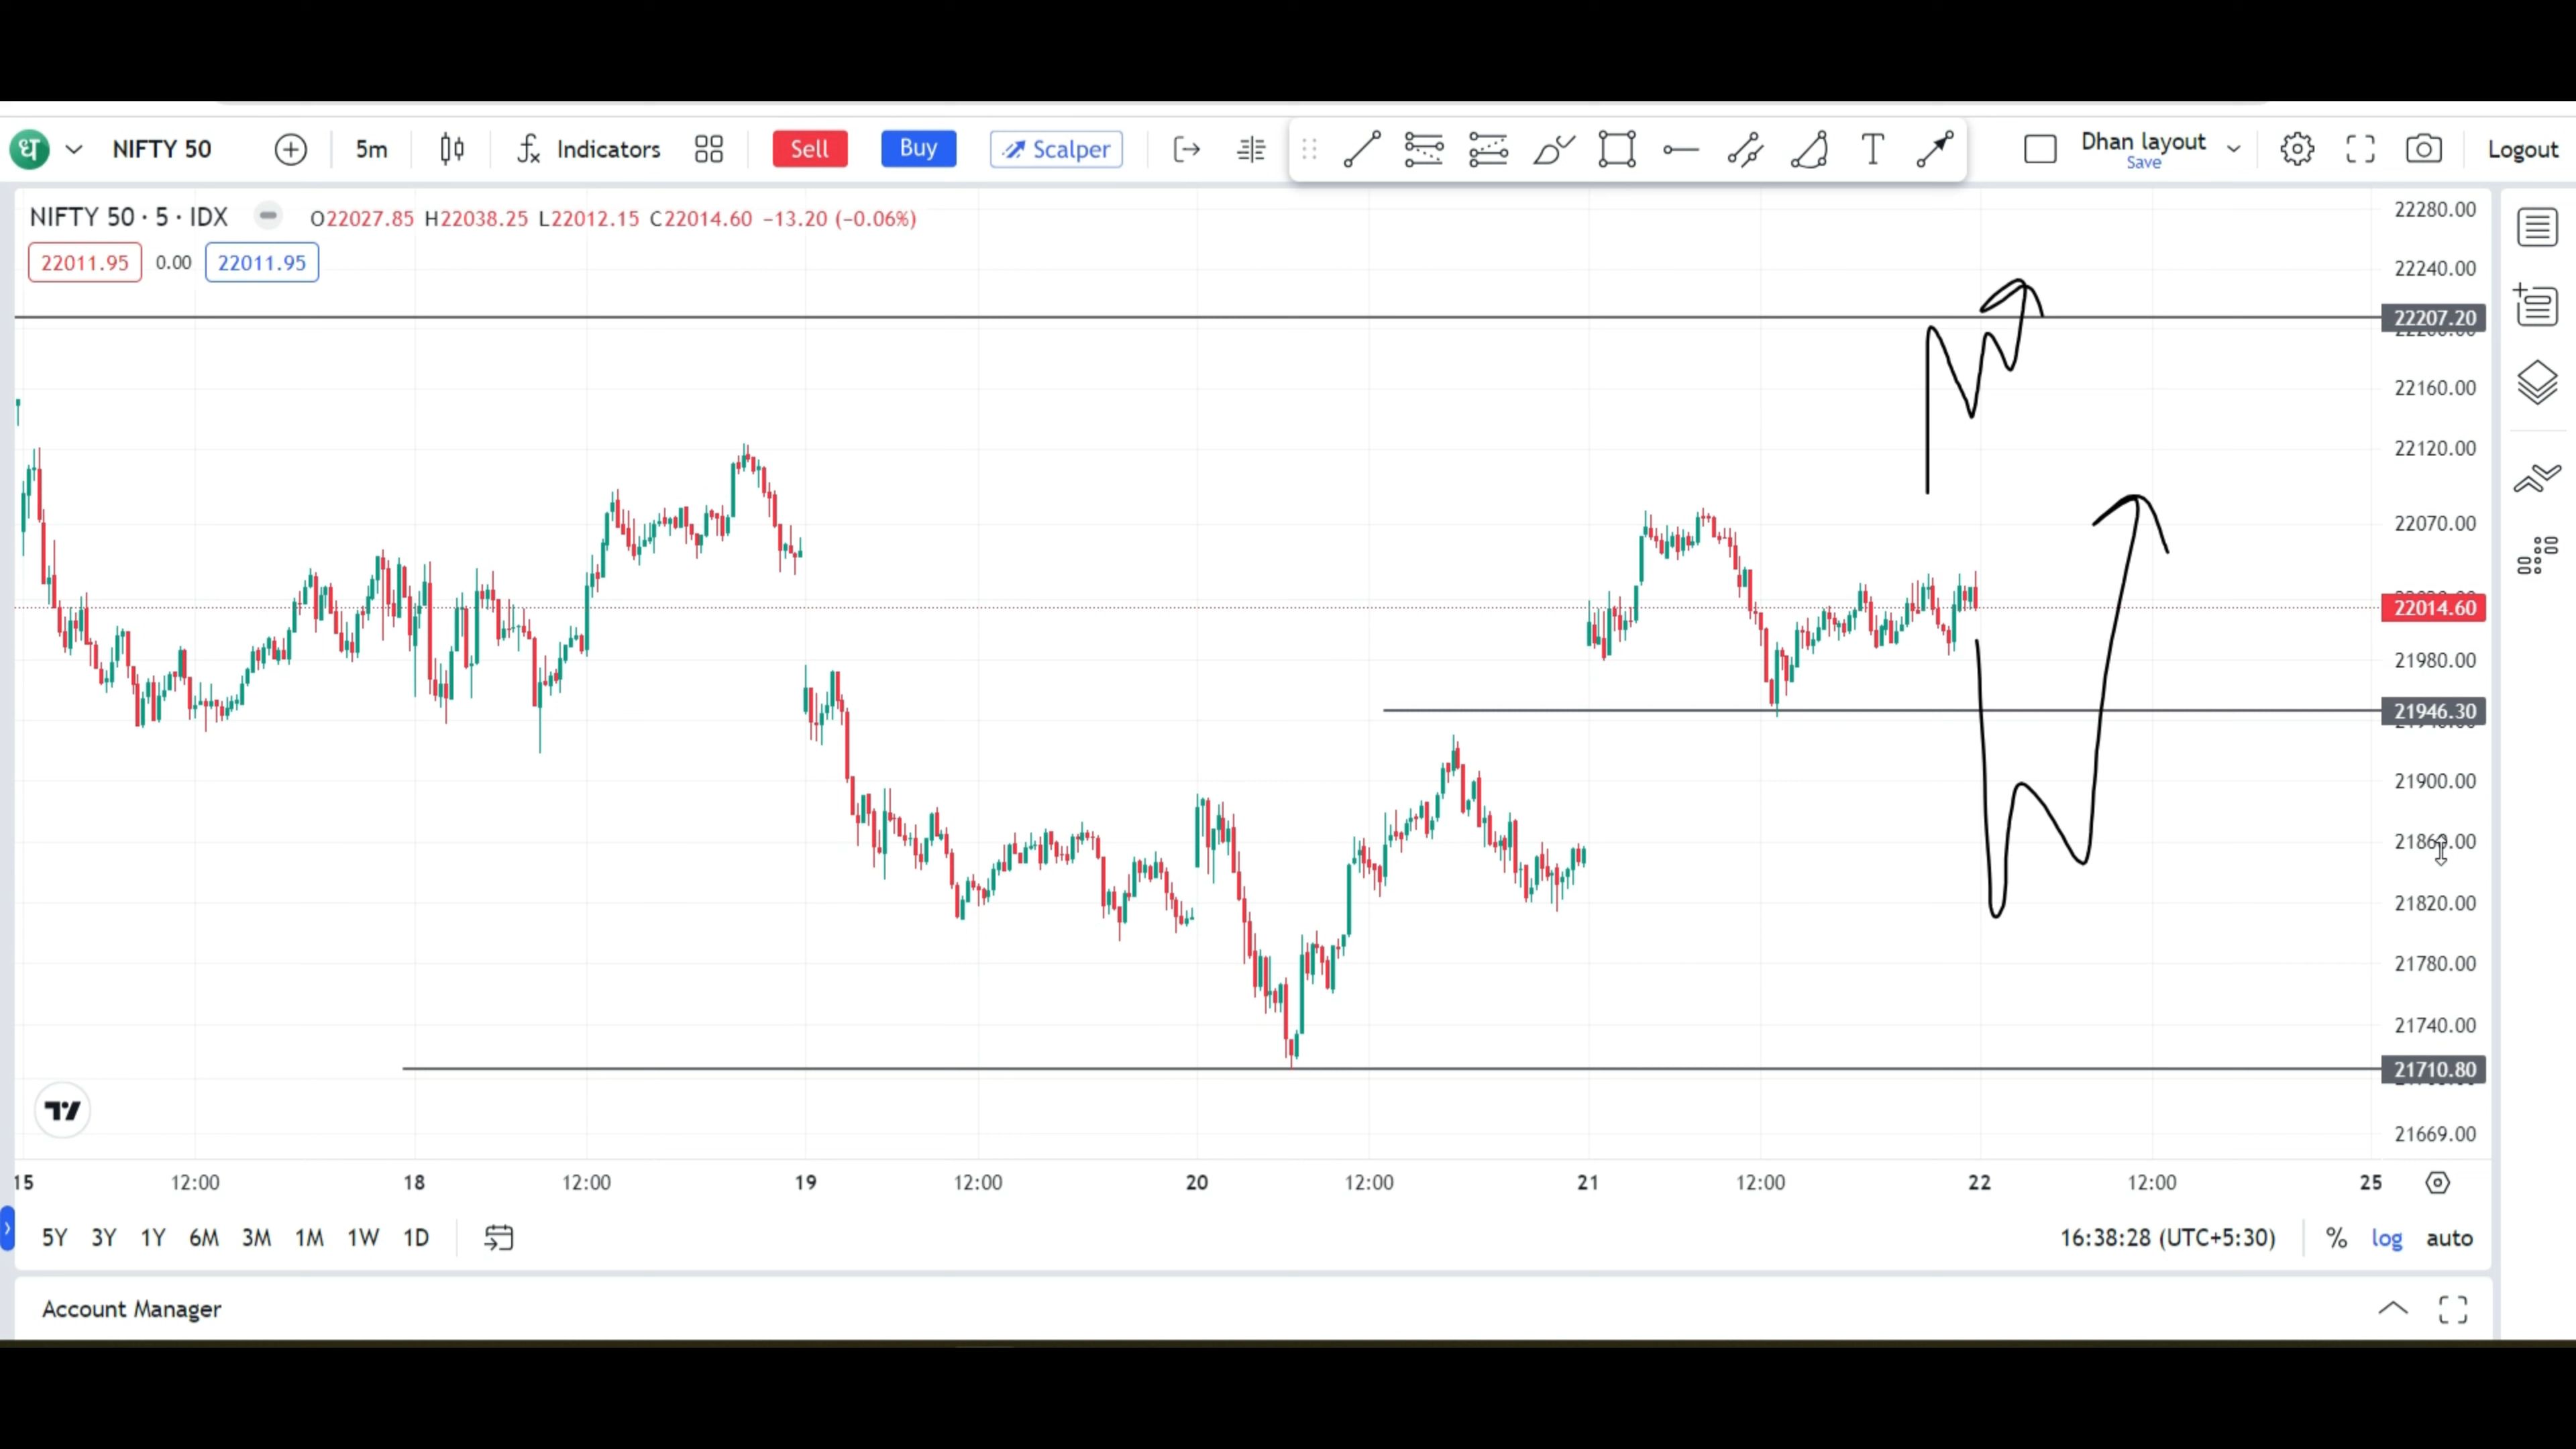 ध NIFTY 50 5m Indicators Sell Buy Scalper T Dhan layout Save Logout
NIFTY 50 · 5 · IDX O22027.85 H22038.25 L22012.15 C22014.60 −13.20 (−0.06%)
22011.95 0.00 22011.95
22280.00
22240.00
22207.20
22160.00
22120.00
22070.00
22014.60
21980.00
21946.30
21900.00
21860.00
21820.00
21780.00
21740.00
21710.80
21669.00
15 12:00 18 12:00 19 12:00 20 12:00 21 12:00 22 12:00 25
5Y 3Y 1Y 6M 3M 1M 1W 1D 16:38:28 (UTC+5:30) % log auto
Account Manager